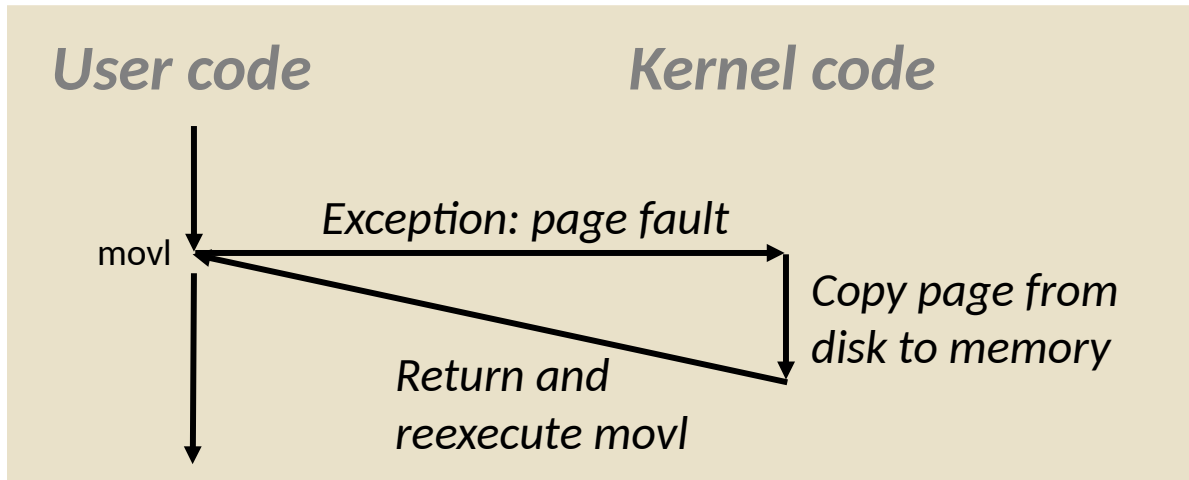 User code
Kernel code
Exception: page fault
movl
Copy page from
disk to memory
Return and
reexecute movl